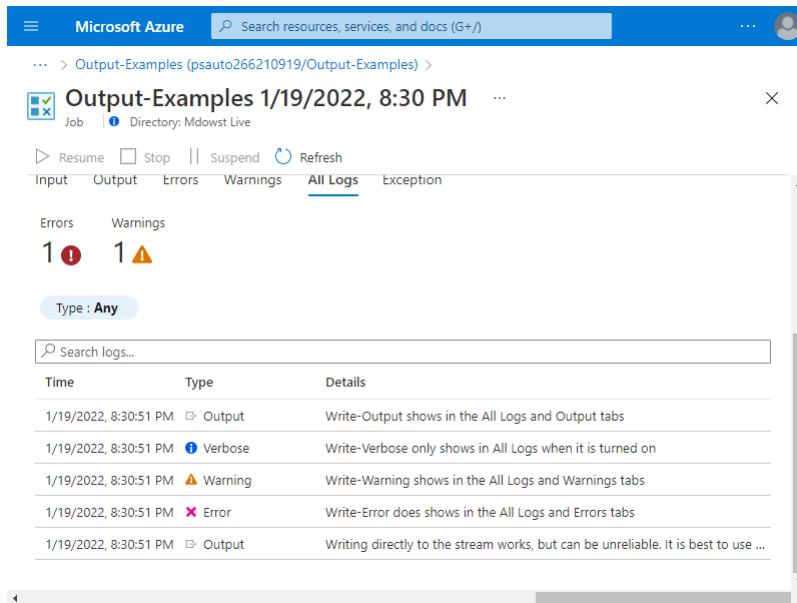 Microsoft Azure Search resources, services, and docs (G+/) ...
... > Output-Examples (psauto266210919/Output-Examples) >
Output-Examples 1/19/2022, 8:30 PM ...
Job Directory: Mdowst Live
Resume Stop Suspend Refresh
Input Output Errors Warnings All Logs Exception
Errors Warnings
1 1
Type : Any
Search logs...
Time Type Details
1/19/2022, 8:30:51 PM Output Write-Output shows in the All Logs and Output tabs
1/19/2022, 8:30:51 PM Verbose Write-Verbose only shows in All Logs when it is turned on
1/19/2022, 8:30:51 PM Warning Write-Warning shows in the All Logs and Warnings tabs
1/19/2022, 8:30:51 PM Error Write-Error does shows in the All Logs and Errors tabs
1/19/2022, 8:30:51 PM Output Writing directly to the stream works, but can be unreliable. It is best to use ...